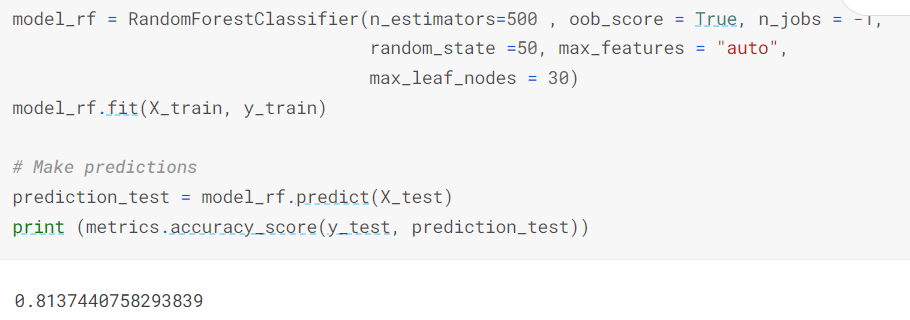 model_rf = RandomForestClassifier(n_estimators=500 , oob_score = True, n_jobs = -1,
random_state =50, max_features = "auto",
max_leaf_nodes = 30)
model_rf.fit(X_train, y_train)
# Make predictions
prediction_test = model_rf.predict(X_test)
print (metrics.accuracy_score(y_test, prediction_test))
0.8137440758293839